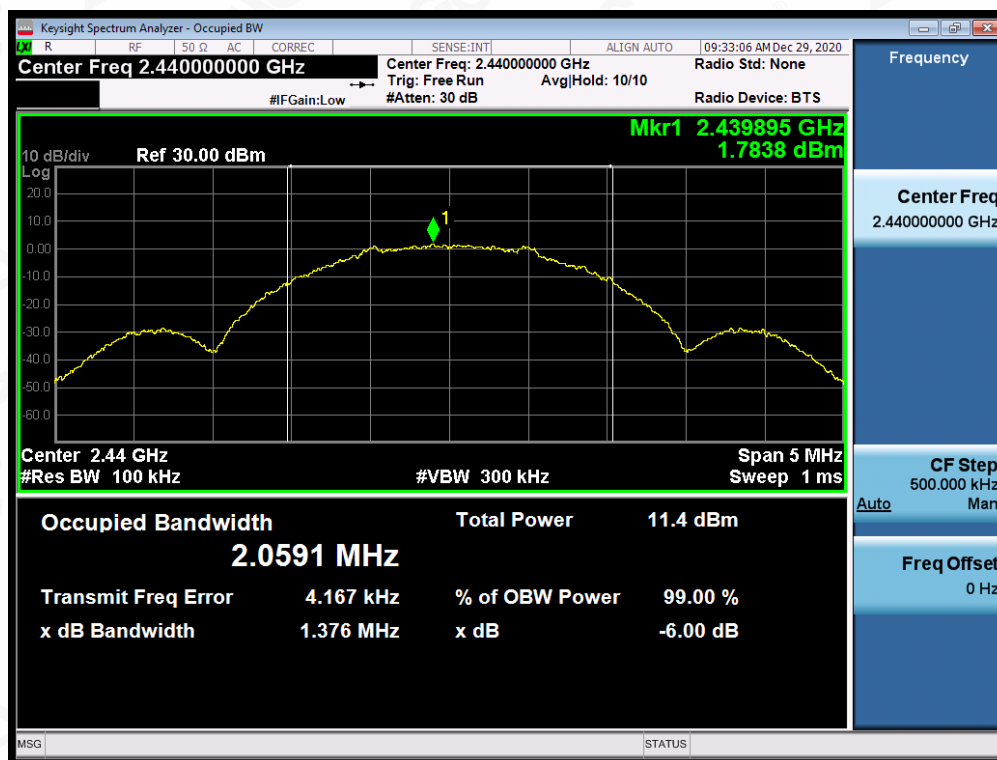 Keysight Spectrum Analyzer - Occupied BW
LXI R RF 50 Ω AC CORREC SENSE:INT ALIGN AUTO 09:33:06 AM Dec 29, 2020
Center Freq 2.440000000 GHz
Center Freq: 2.440000000 GHz
Radio Std: None
Trig: Free Run Avg|Hold: 10/10
#IFGain:Low
#Atten: 30 dB
Radio Device: BTS
Mkr1 2.439895 GHz
1.7838 dBm
10 dB/div Ref 30.00 dBm
Log
20.0
10.0
0.00
-10.0
-20.0
-30.0
-40.0
-50.0
-60.0
1
Center 2.44 GHz
Span 5 MHz
#Res BW 100 kHz
#VBW 300 kHz
Sweep 1 ms
Occupied Bandwidth
2.0591 MHz
Total Power 11.4 dBm
Transmit Freq Error 4.167 kHz
% of OBW Power 99.00 %
x dB Bandwidth 1.376 MHz
x dB -6.00 dB
MSG
STATUS
Frequency
Center Freq
2.440000000 GHz
CF Step
500.000 kHz
Auto Man
Freq Offset
0 Hz